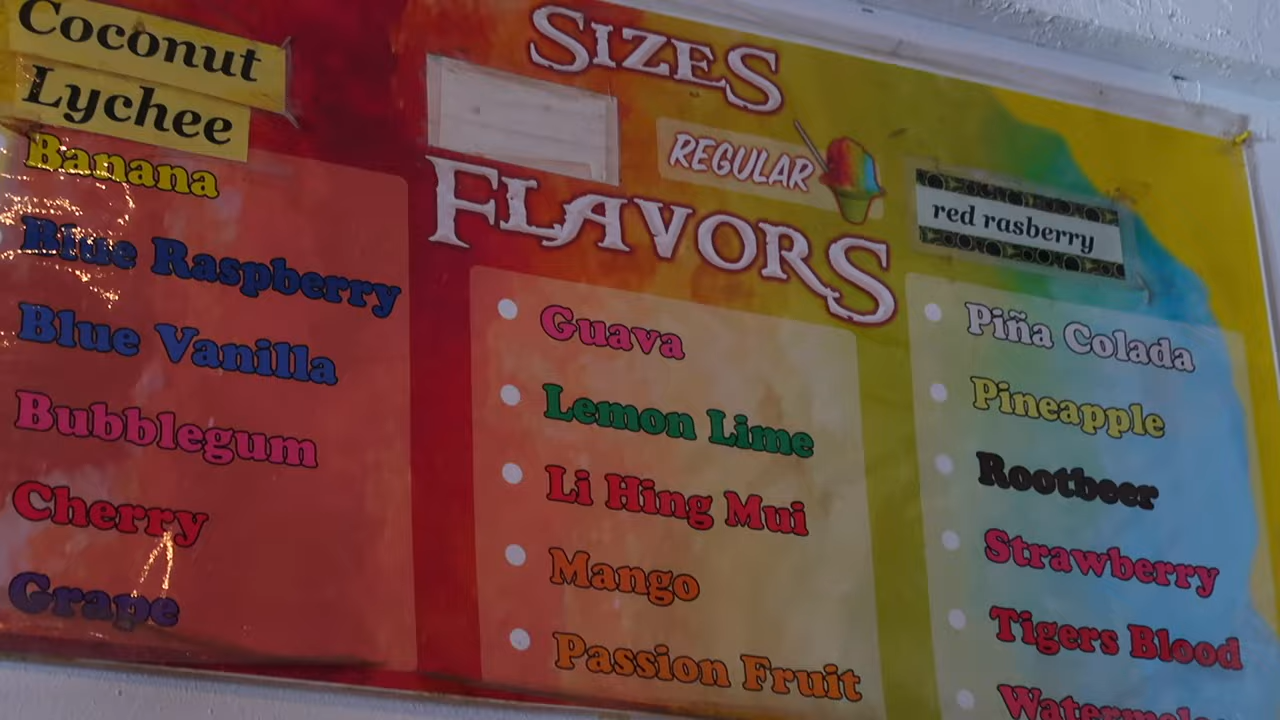 Coconut
Lychee
Banana
Blue Raspberry
Blue Vanilla
Bubblegum
Cherry
Grape
SIZES
REGULAR
FLAVORS
Guava
Lemon Lime
Li Hing Mui
Mango
Passion Fruit
red rasberry
Piña Colada
Pineapple
Rootbeer
Strawberry
Tigers Blood